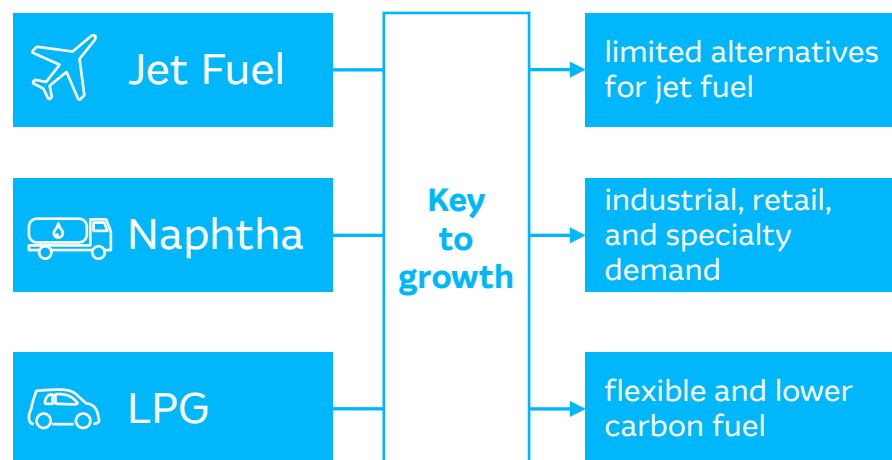 Jet Fuel
limited alternatives
for jet fuel
Naphtha
Key
to
growth
industrial, retail,
and specialty
demand
LPG
flexible and lower
carbon fuel